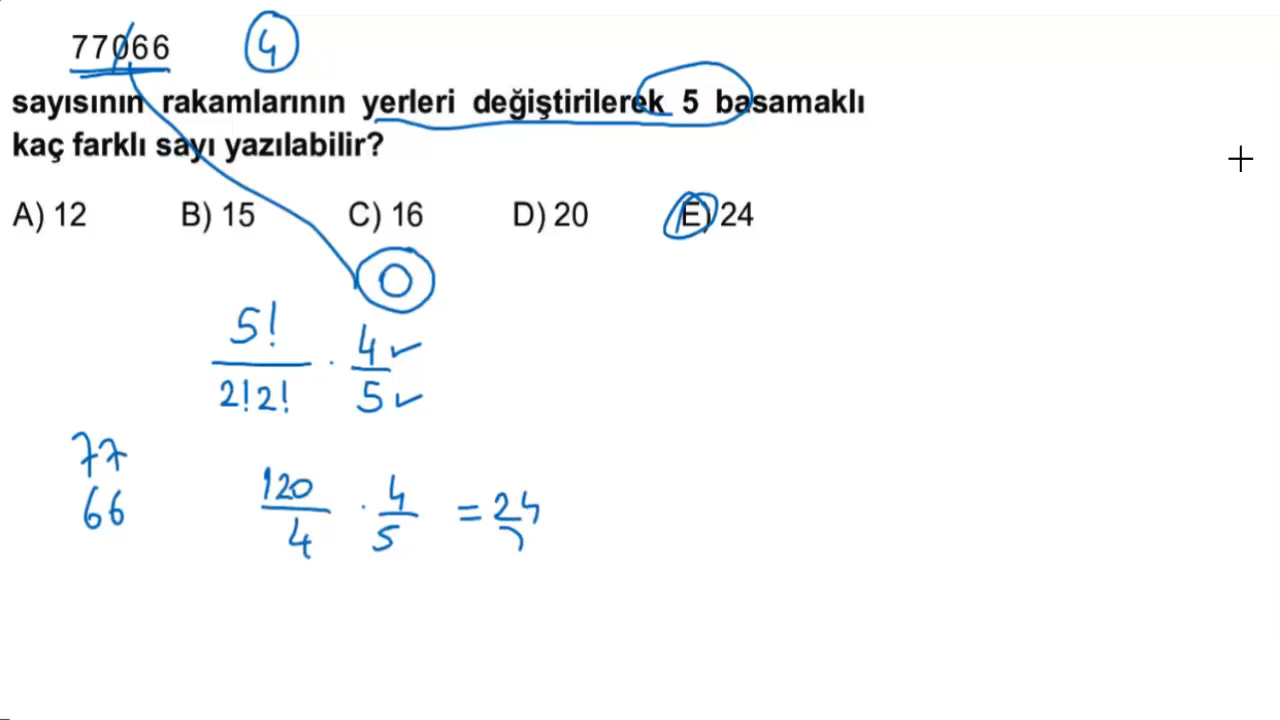 77066 4
sayısının rakamlarının yerleri değiştirilerek 5 basamaklı
kaç farklı sayı yazılabilir?
A) 12 B) 15 C) 16 D) 20 E) 24
0
5! / 2!2! · 4/5
77
66
120/4 · 4/5 = 24